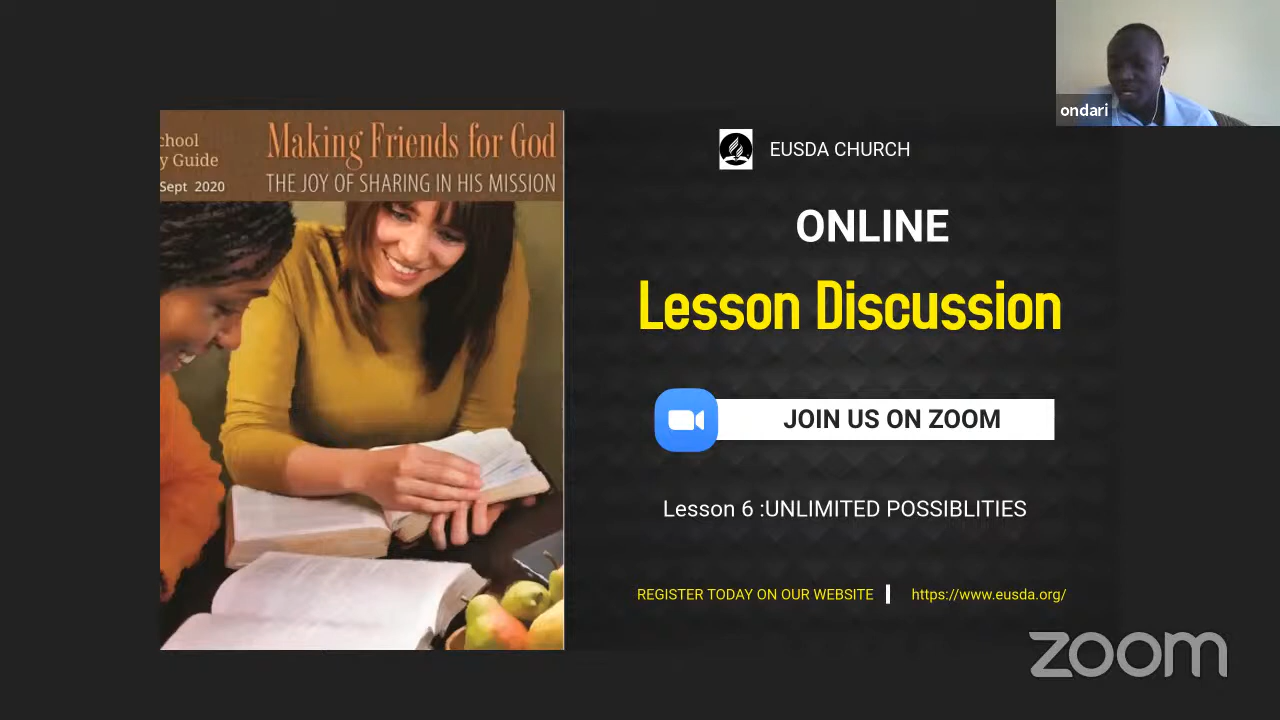 ondari
chool
y Guide
Sept 2020
Making Friends for God
THE JOY OF SHARING IN HIS MISSION
EUSDA CHURCH
ONLINE
Lesson Discussion
JOIN US ON ZOOM
Lesson 6 :UNLIMITED POSSIBLITIES
REGISTER TODAY ON OUR WEBSITE | https://www.eusda.org/
zoom